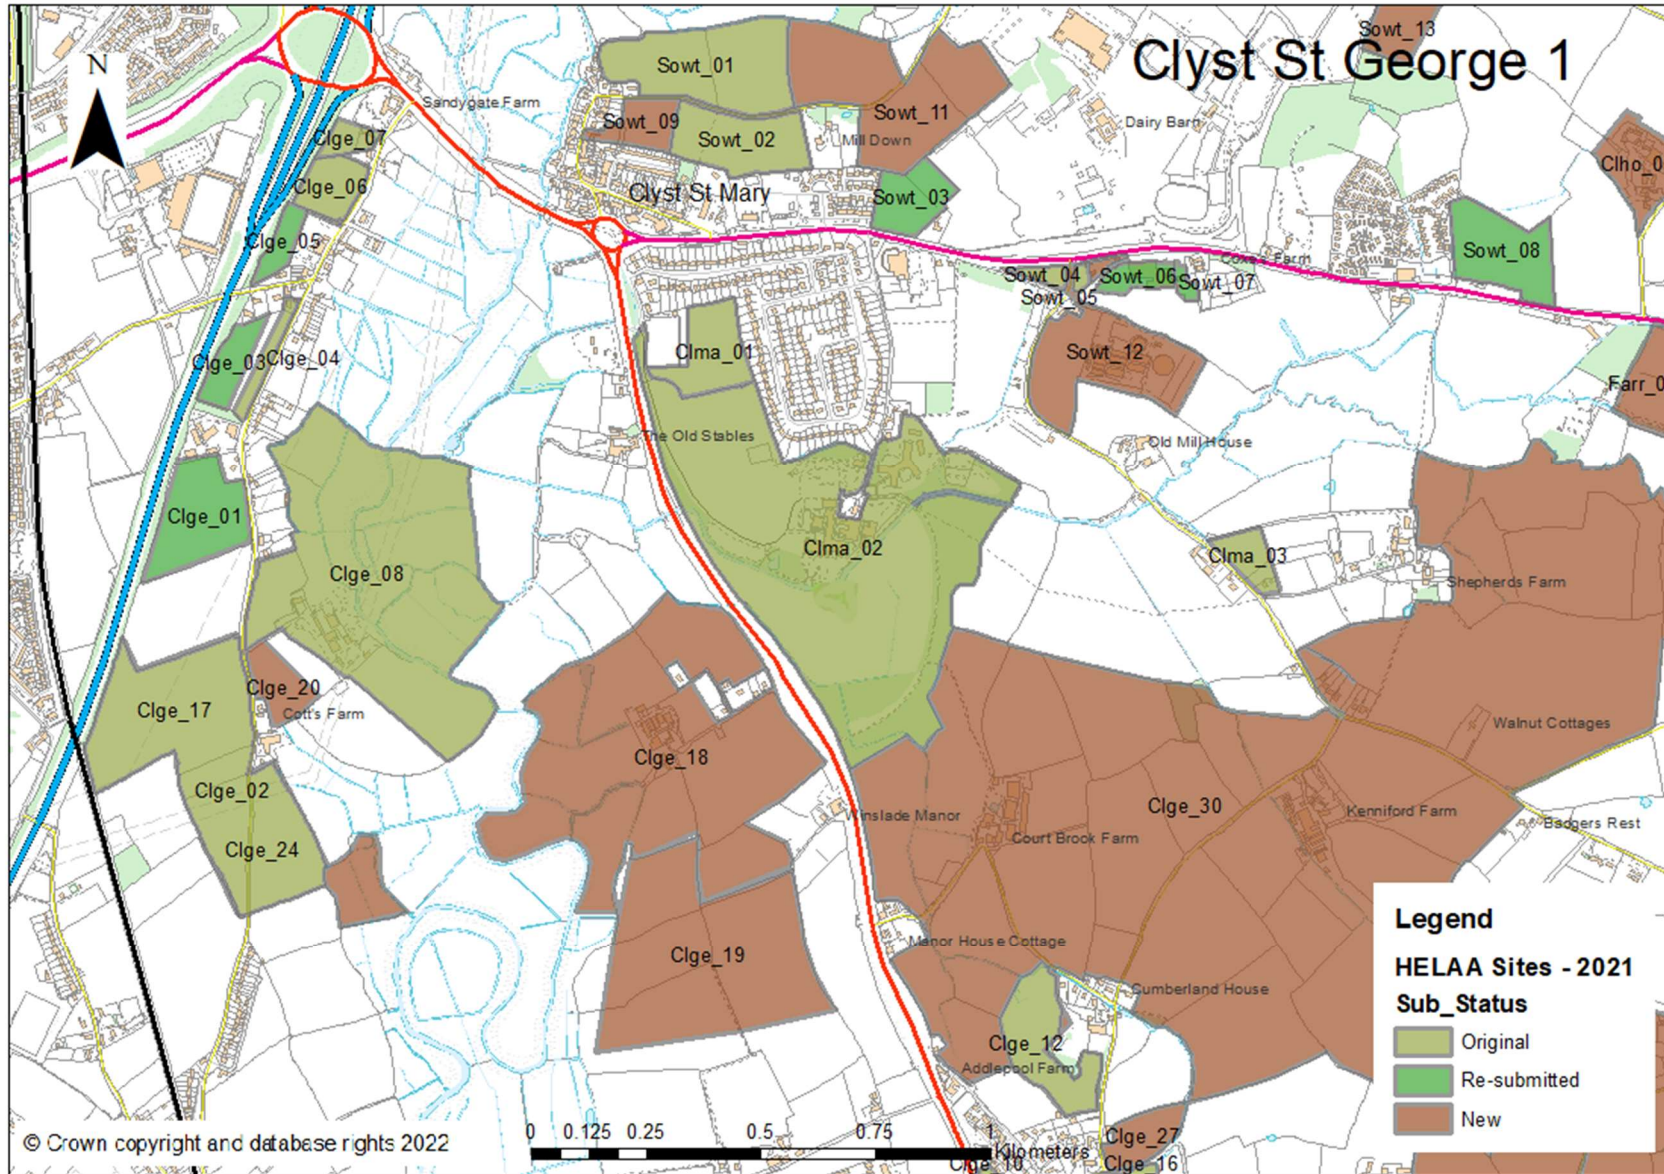 Clyst St George 1
N
Sowt_13
Sowt_01
Sandygate Farm
Sowt_09
Sowt_11
Sowt_02
Mill Down
Dairy Barn
Clge_07
Clge_06
Clyst St Mary
Sowt_03
Clho_0
Clge_05
Sowt_08
Sowt_04
Sowt_06
Sowt_07
Sowt_05
Clma_01
Sowt_12
Clge_03
Clge_04
Farr_0
The Old Stables
Old Mill House
Clge_01
Clma_02
Clma_03
Clge_08
Shepherds Farm
Clge_20
Cott's Farm
Clge_17
Walnut Cottages
Clge_18
Clge_02
Winslade Manor
Clge_30
Kenniford Farm
Court Brook Farm
Badgers Rest
Clge_24
Manor House Cottage
Clge_19
Cumberland House
Clge_12
Addlepool Farm
Clge_27
Clge_16
Clge_10
Legend
HELAA Sites - 2021
Sub_Status
Original
Re-submitted
New
© Crown copyright and database rights 2022
0 0.125 0.25 0.5 0.75 1
Kilometers